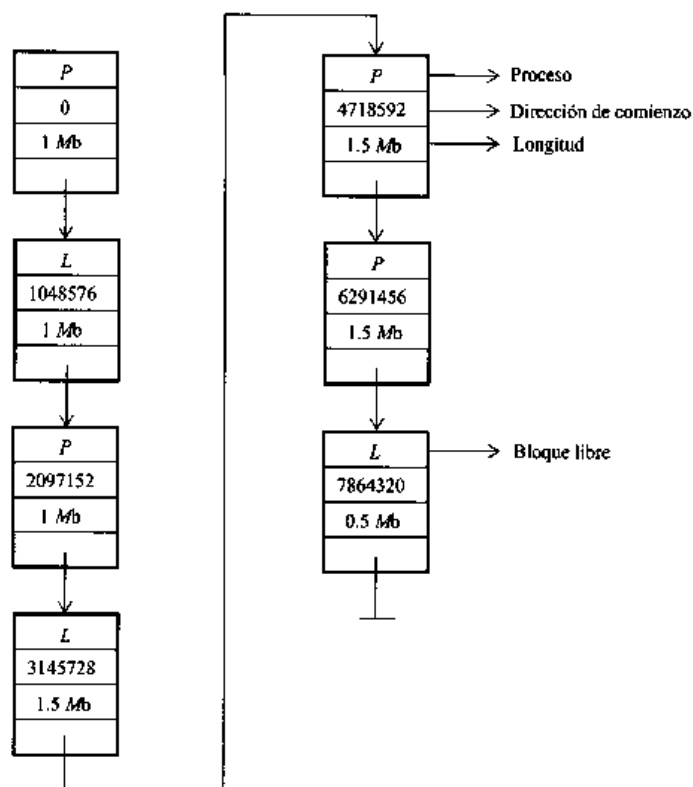 P
0
1 Mb
L
1048576
1 Mb
P
2097152
1 Mb
L
3145728
1.5 Mb
P
Proceso
4718592
Dirección de comienzo
1.5 Mb
Longitud
P
6291456
1.5 Mb
L
Bloque libre
7864320
0.5 Mb